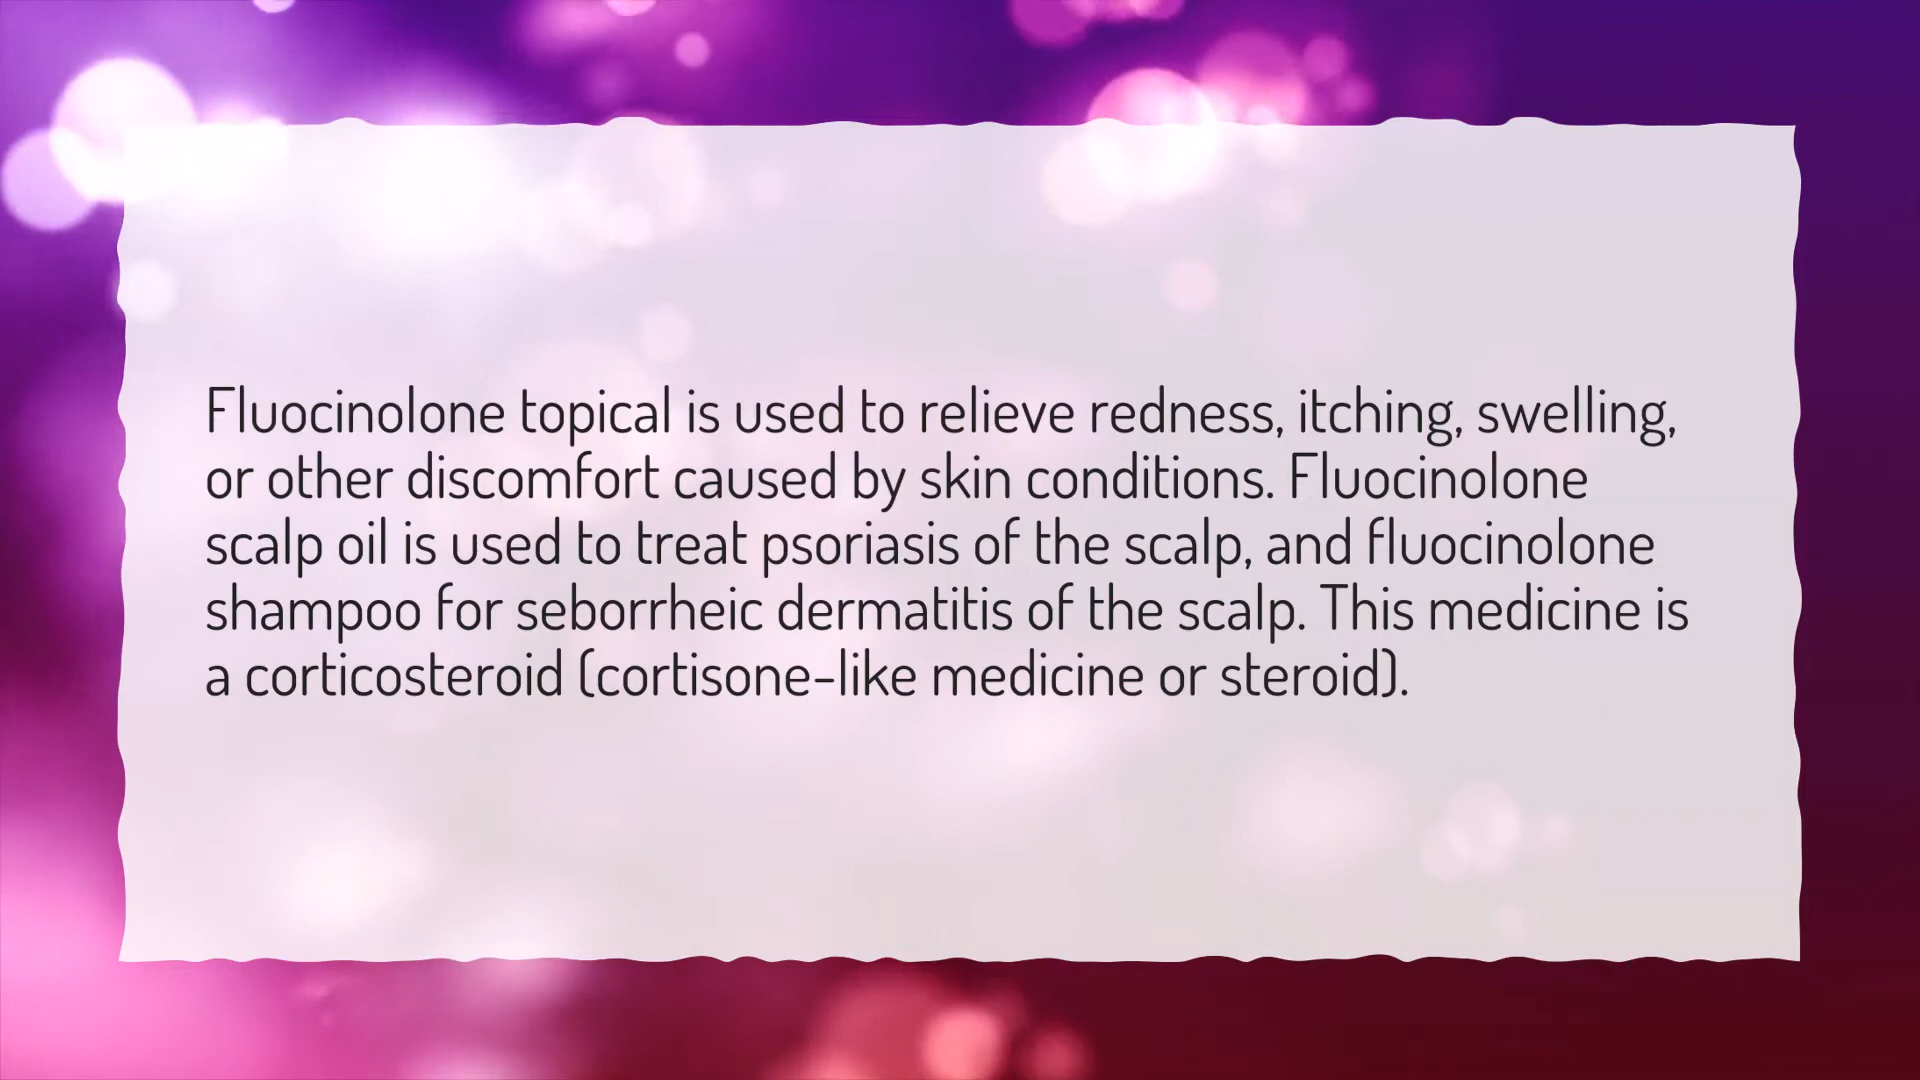 Fluocinolone topical is used to relieve redness, itching, swelling,
or other discomfort caused by skin conditions. Fluocinolone
scalp oil is used to treat psoriasis of the scalp, and fluocinolone
shampoo for seborrheic dermatitis of the scalp. This medicine is
a corticosteroid (cortisone-like medicine or steroid).